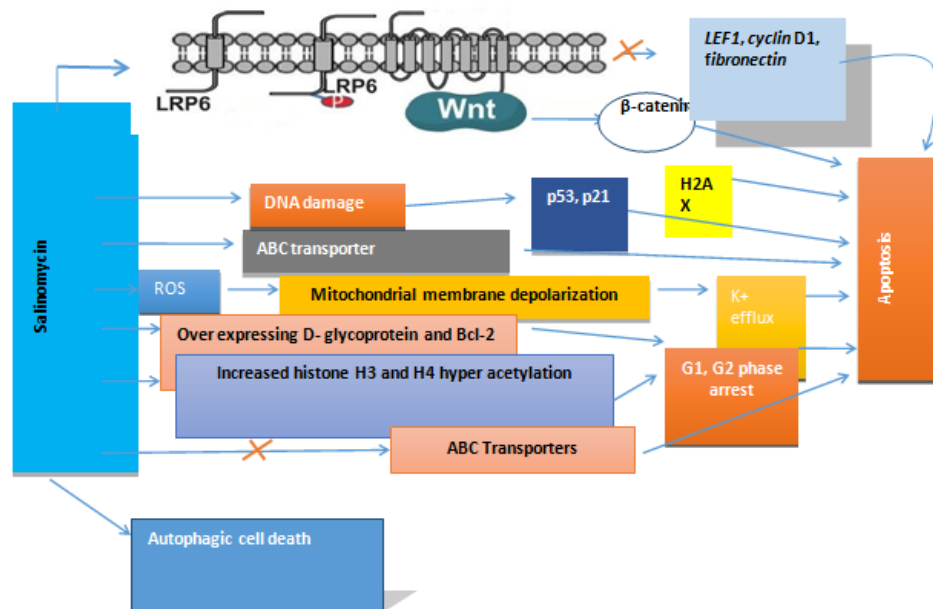 LEF1, cyclin D1,
fibronectin
LRP6
LRP6
P
Wnt
β-catenin
Salinomycin
DNA damage
p53, p21
H2A
X
ABC transporter
Apoptosis
ROS
Mitochondrial membrane depolarization
K+
efflux
Over expressing D- glycoprotein and Bcl-2
Increased histone H3 and H4 hyper acetylation
G1, G2 phase
arrest
ABC Transporters
Autophagic cell death